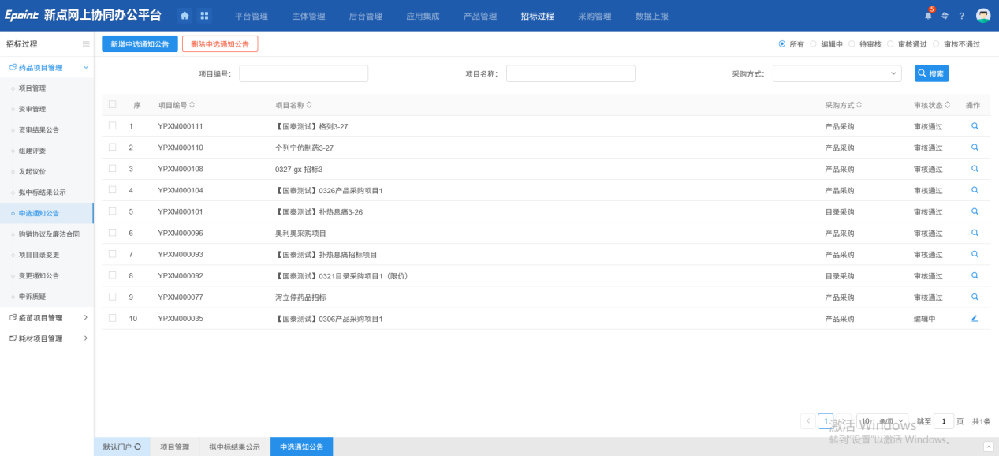 Epoint 新点网上协同办公平台 平台管理 主体管理 后台管理 应用集成 产品管理 招标过程 采购管理 数据上报 5 ?
招标过程
新增中选通知公告 删除中选通知公告 所有 编辑中 待审核 审核通过 审核不通过
药品项目管理
项目管理
资审管理
资审结果公告
组建评委
发起议价
拟中标结果公示
中选通知公告
购销协议及廉洁合同
项目目录变更
变更通知公告
申诉质疑
疫苗项目管理
耗材项目管理
项目编号: 项目名称: 采购方式: 搜索
序 项目编号 项目名称 采购方式 审核状态 操作
1 YPXM000111 【国泰测试】格列3-27 产品采购 审核通过
2 YPXM000110 个列宁仿制药3-27 产品采购 审核通过
3 YPXM000108 0327-gx-招标3 产品采购 审核通过
4 YPXM000104 【国泰测试】0326产品采购项目1 产品采购 审核通过
5 YPXM000101 【国泰测试】扑热息痛3-26 目录采购 审核通过
6 YPXM000096 奥利奥采购项目 产品采购 审核通过
7 YPXM000093 【国泰测试】扑热息痛招标项目 产品采购 审核通过
8 YPXM000092 【国泰测试】0321目录采购项目1（限价） 目录采购 审核通过
9 YPXM000077 泻立停药品招标 产品采购 审核通过
10 YPXM000035 【国泰测试】0306产品采购项目1 产品采购 编辑中
1 10 条/页 跳至 1 页 共1条
激活 Windows
转到"设置"以激活 Windows。
默认门户 项目管理 拟中标结果公示 中选通知公告